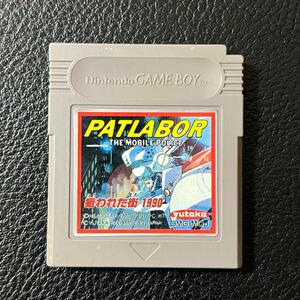 Nintendo GAME BOY
PATLABOR
THE MOBILE POLICE
狙われた街 1990
yutaka